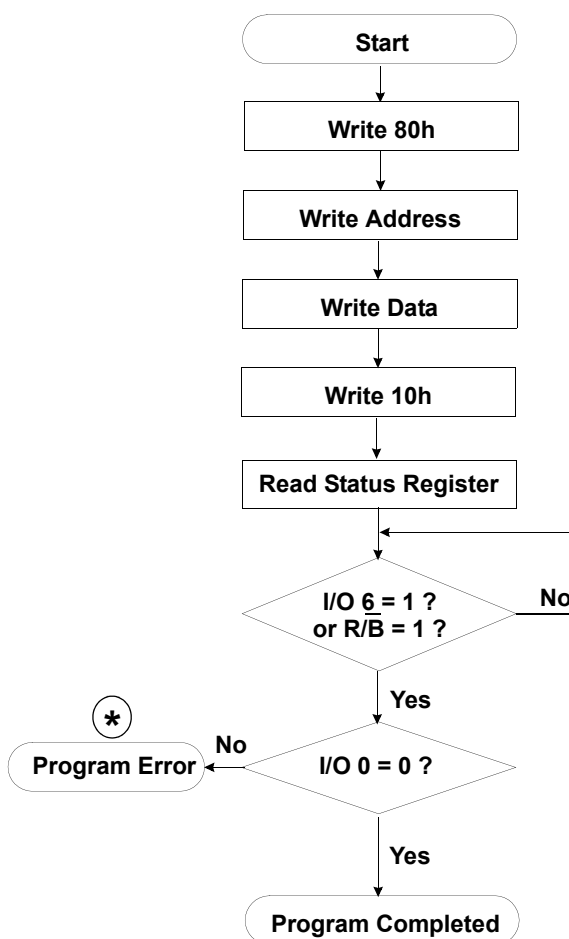 Start
Write 80h
Write Address
Write Data
Write 10h
Read Status Register
I/O 6 = 1 ?
or R/B̅ = 1 ?
No
Yes
*
No
Program Error
I/O 0 = 0 ?
Yes
Program Completed